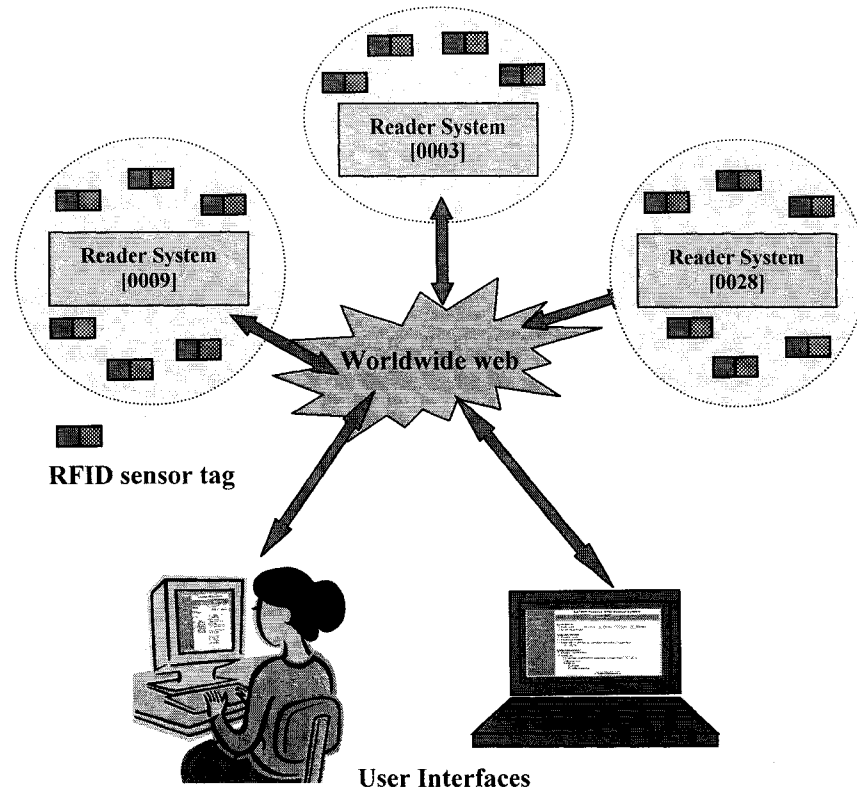 Reader System
[0003]
Reader System
[0009]
Reader System
[0028]
Worldwide web
RFID sensor tag
User Interfaces